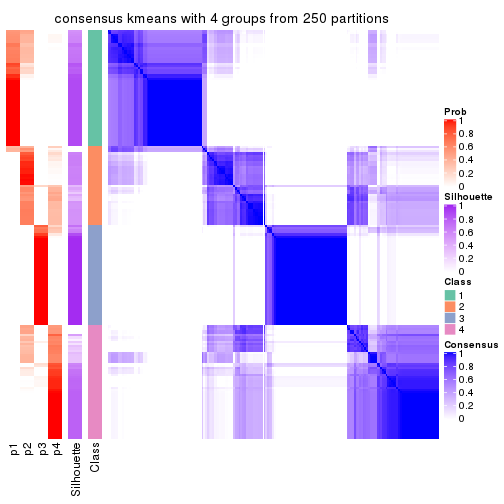 consensus kmeans with 4 groups from 250 partitions
Prob
1
0.8
0.6
0.4
0.2
0
Silhouette
1
0.8
0.6
0.4
0.2
0
Class
1
2
3
4
Consensus
1
0.8
0.6
0.4
0.2
0
p1
p2
p3
p4
Silhouette
Class